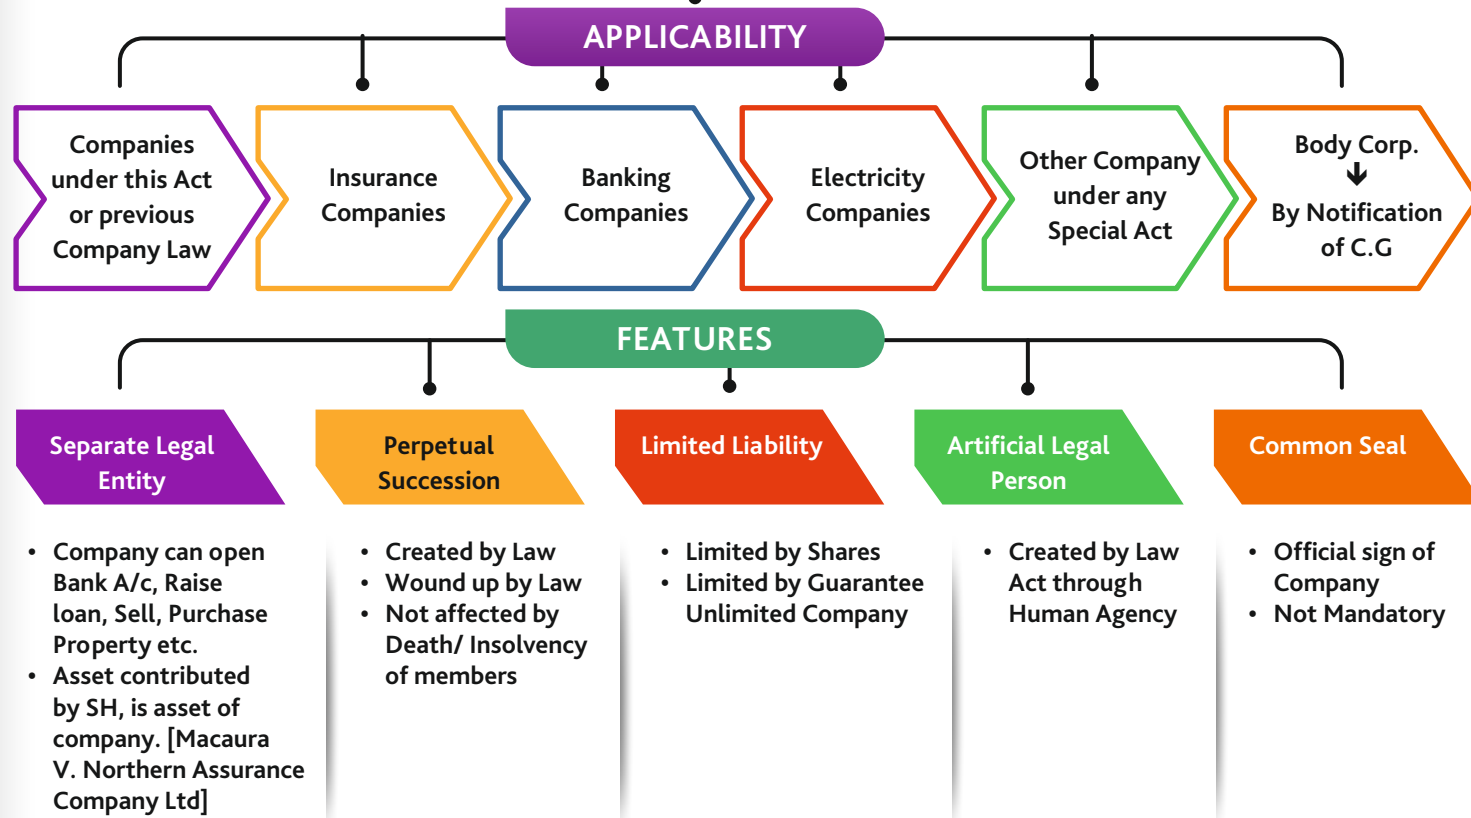 APPLICABILITY
Companies
under this Act
or previous
Company Law
Insurance
Companies
Banking
Companies
Electricity
Companies
Other Company
under any
Special Act
Body Corp.
↓
By Notification
of C.G
FEATURES
Separate Legal
Entity
• Company can open
Bank A/c, Raise
loan, Sell, Purchase
Property etc.
• Asset contributed
by SH, is asset of
company. [Macaura
V. Northern Assurance
Company Ltd]
Perpetual
Succession
• Created by Law
• Wound up by Law
• Not affected by
Death/ Insolvency
of members
Limited Liability
• Limited by Shares
• Limited by Guarantee
Unlimited Company
Artificial Legal
Person
• Created by Law
Act through
Human Agency
Common Seal
• Official sign of
Company
• Not Mandatory